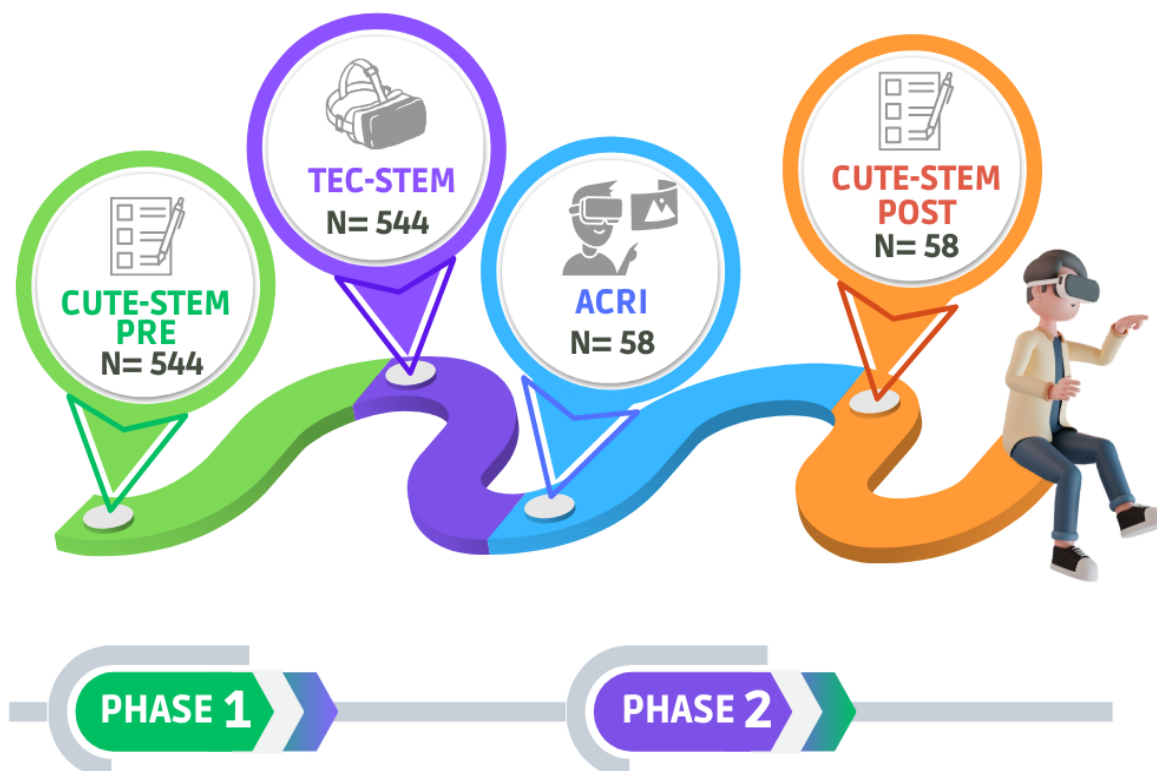 CUTE-STEM
PRE
N= 544
TEC-STEM
N= 544
ACRI
N= 58
CUTE-STEM
POST
N= 58
PHASE 1
PHASE 2